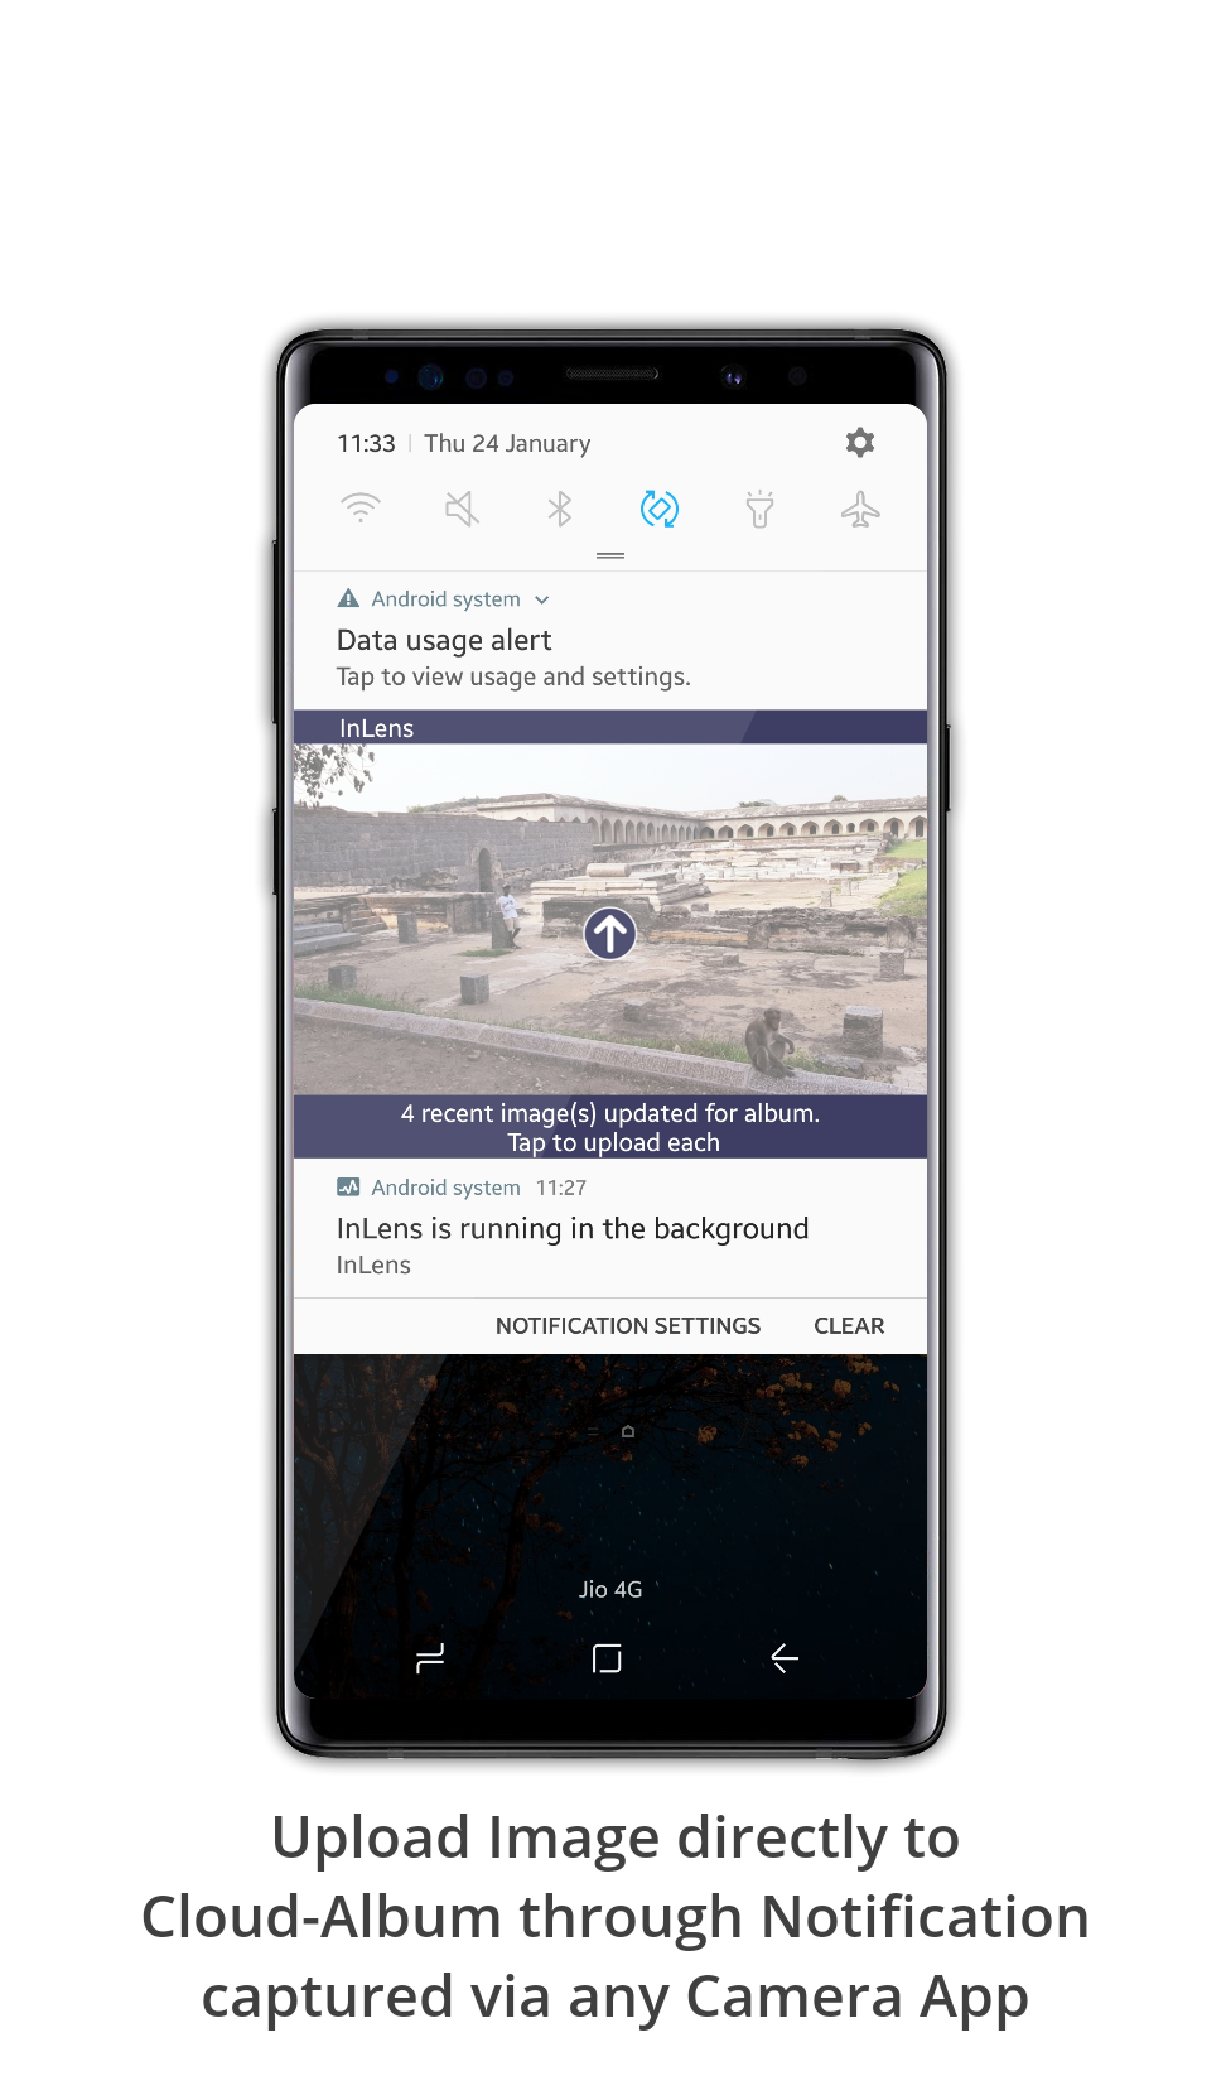 11:33 | Thu 24 January
Android system
Data usage alert
Tap to view usage and settings.
InLens
4 recent image(s) updated for album.
Tap to upload each
Android system 11:27
InLens is running in the background
InLens
NOTIFICATION SETTINGS CLEAR
Jio 4G
Upload Image directly to
Cloud-Album through Notification
captured via any Camera App